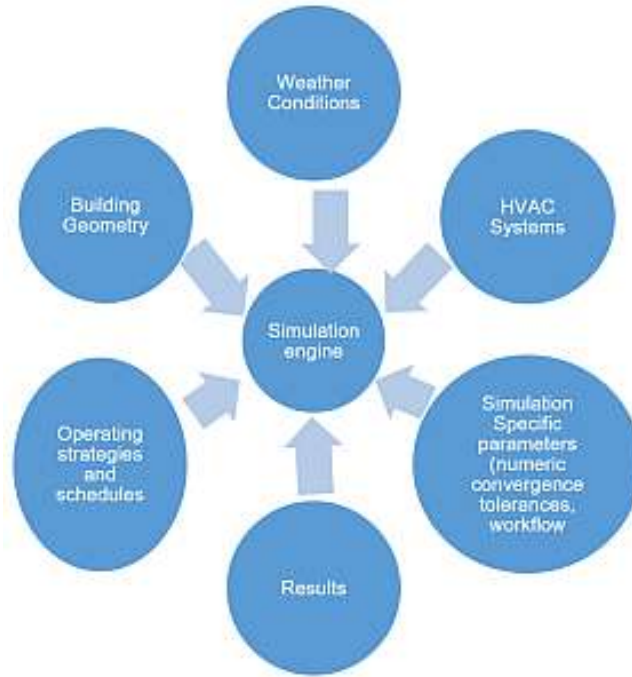 Weather
Conditions
Building
Geometry
HVAC
Systems
Simulation
engine
Operating
strategies
and
schedules
Simulation
Specific
parameters
(numeric
convergence
tolerances,
workflow
Results